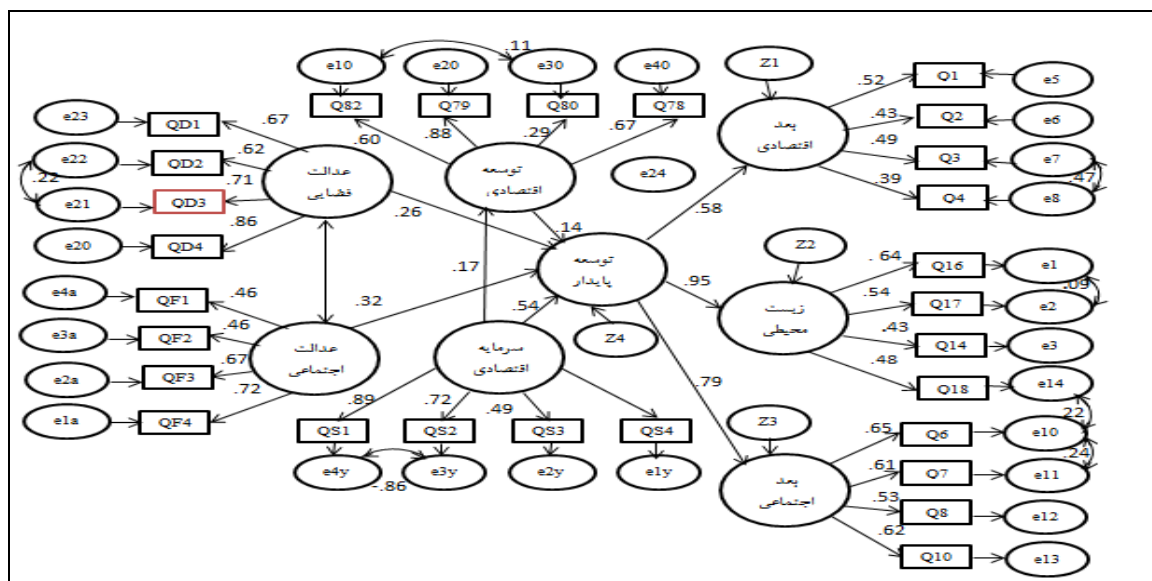 .11
e10
e20
e30
e40
Z1
Q82
Q79
Q80
Q78
.60
.88
.29
.67
e23
QD1
.67
e22
QD2
.62
.22
e21
QD3
.71
e20
QD4
.86
عدالت
قضایی
توسعه
اقتصادی
e24
بعد
اقتصادی
.52
Q1
e5
.43
Q2
e6
.49
Q3
e7
.39
Q4
e8
.47
.26
.14
.58
.17
.32
.54
توسعه
پایدار
Z4
.95
.79
e4a
QF1
.46
e3a
QF2
.46
e2a
QF3
.67
e1a
QF4
.72
عدالت
اجتماعی
سرمایه
اقتصادی
.89
.72
.49
QS1
QS2
QS3
QS4
e4y
e3y
e2y
e1y
-.86
Z2
زیست
محیطی
.64
Q16
e1
.09
.54
Q17
e2
.43
Q14
e3
.48
Q18
e14
.22
Z3
بعد
اجتماعی
.65
Q6
e10
.24
.61
Q7
e11
.53
Q8
e12
.62
Q10
e13